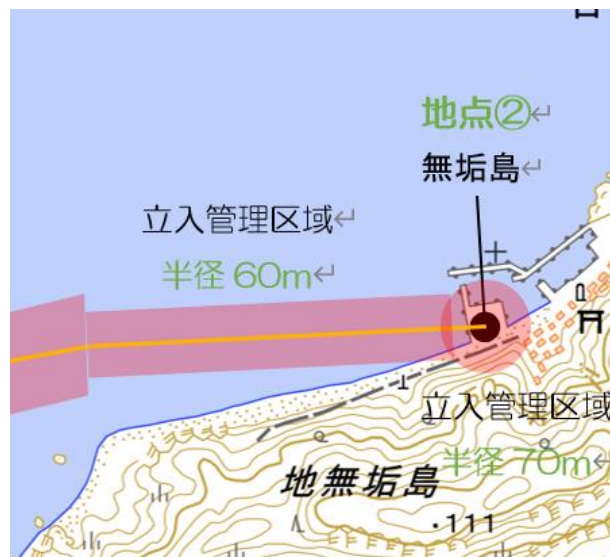 地点②↵
無垢島↵
立入管理区域↵
半径 60m↵
立入管理区域
半径 70m↵
地無垢島
・111